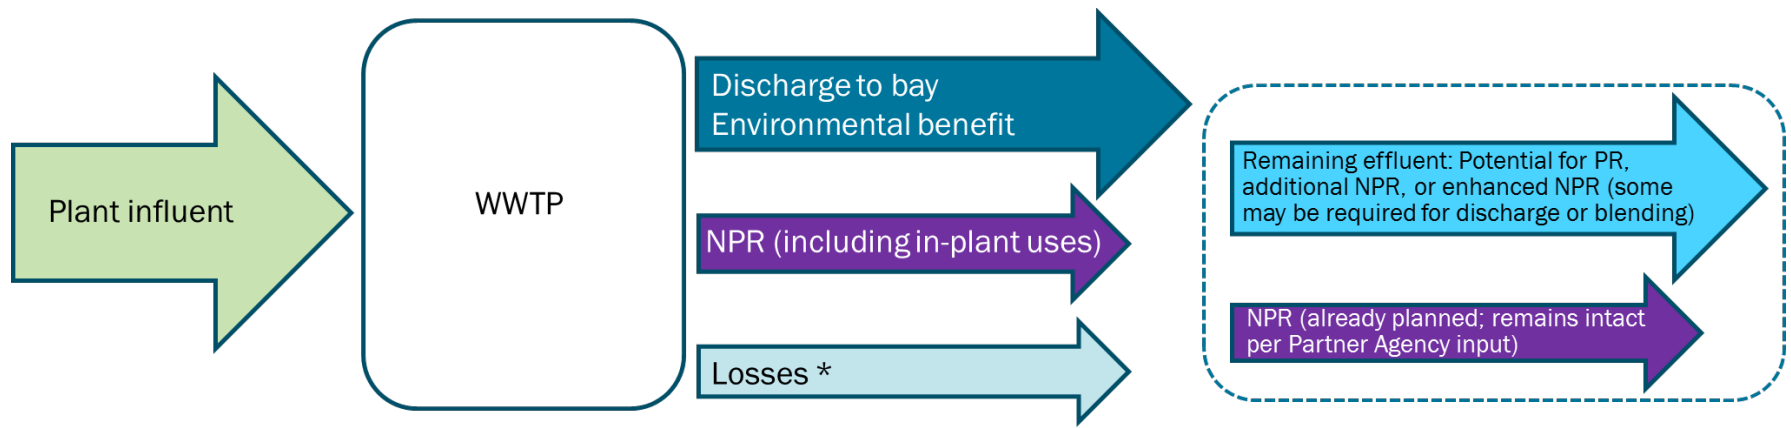 Plant influent
WWTP
Discharge to bay
Environmental benefit
NPR (including in-plant uses)
Losses *
Remaining effluent: Potential for PR,
additional NPR, or enhanced NPR (some
may be required for discharge or blending)
NPR (already planned; remains intact
per Partner Agency input)